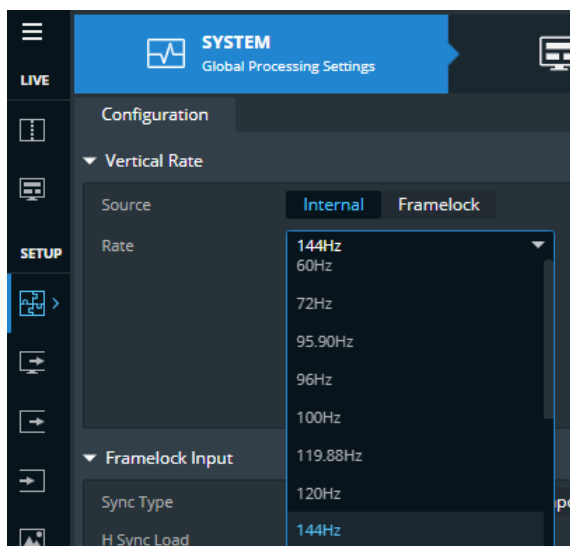 SYSTEM
Global Processing Settings
LIVE
Configuration
Vertical Rate
Source Internal Framelock
Rate 144Hz
60Hz
SETUP
72Hz
95.90Hz
96Hz
100Hz
119.88Hz
Framelock Input
120Hz
Sync Type
144Hz
H Sync Load